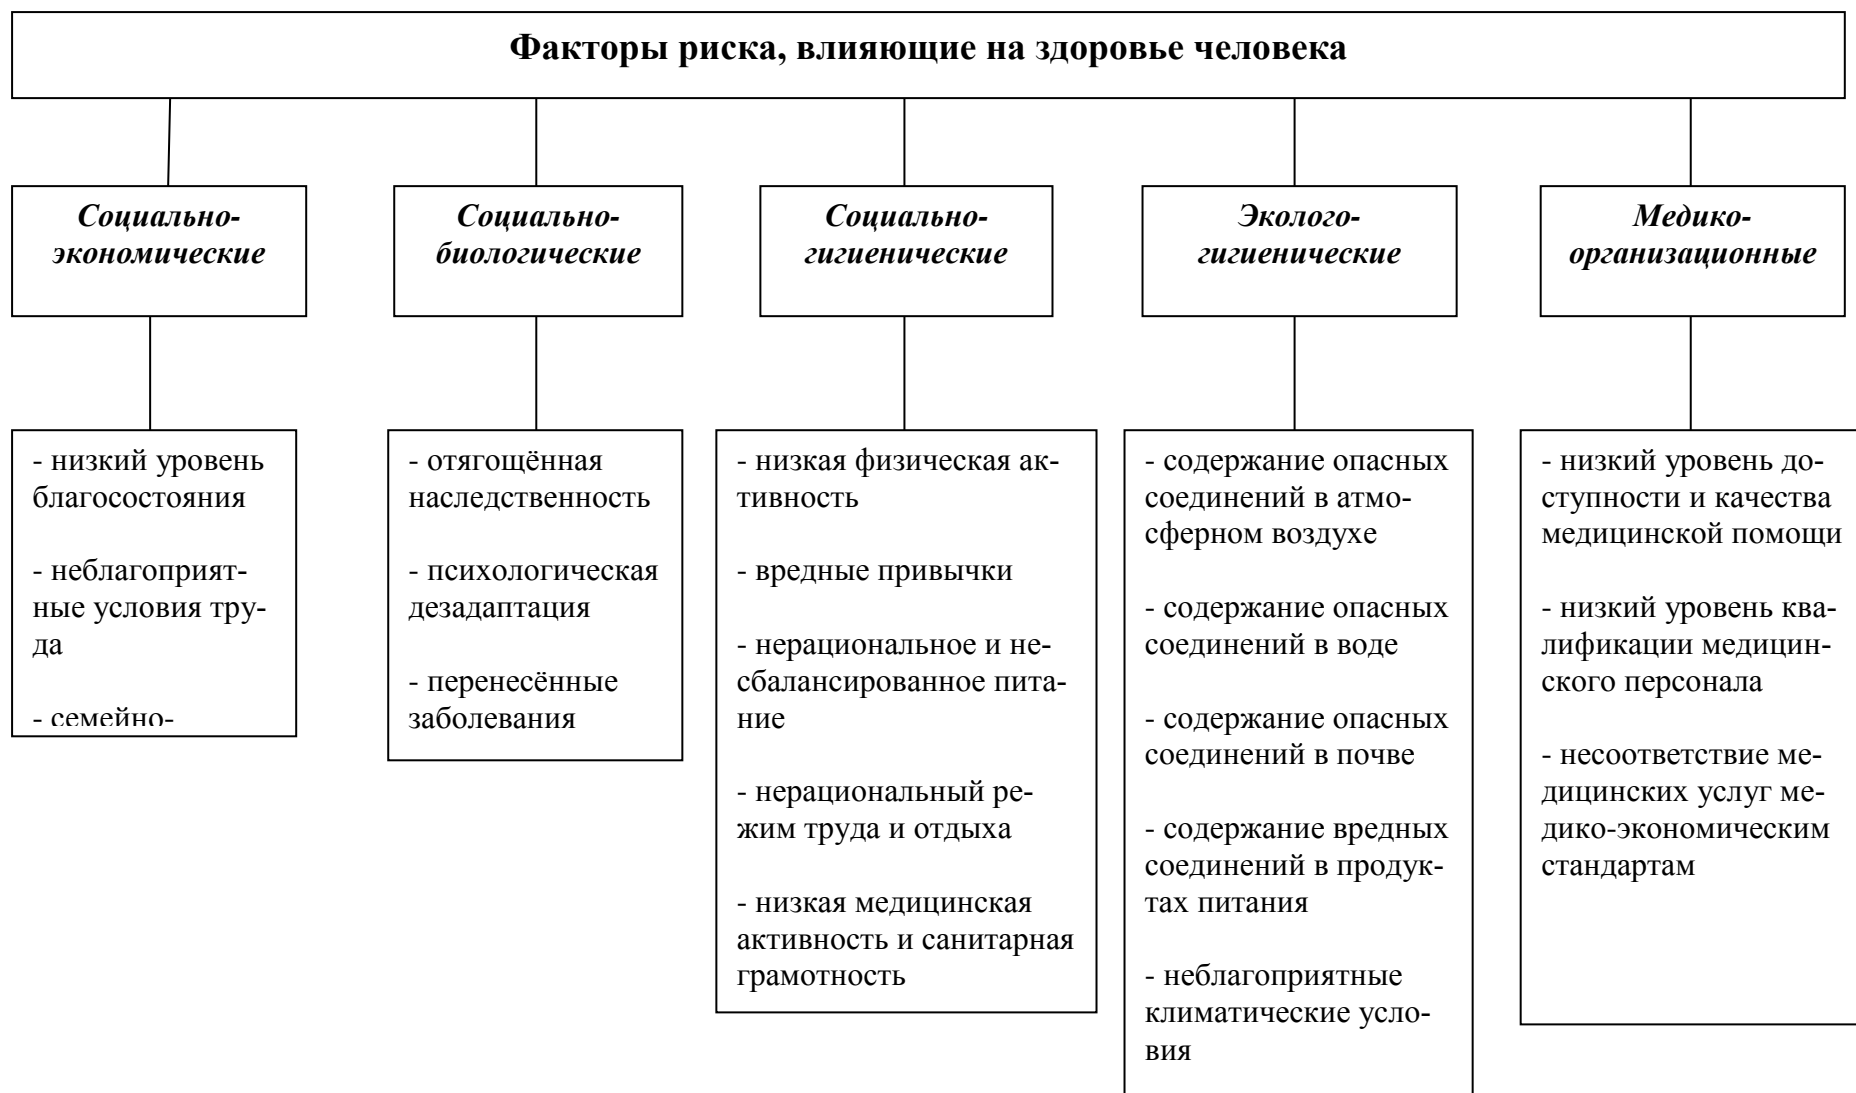 Факторы риска, влияющие на здоровье человека
Социально-
экономические
Социально-
биологические
Социально-
гигиенические
Эколого-
гигиенические
Медико-
организационные
- низкий уровень
благосостояния
- неблагоприят-
ные условия тру-
да
- семейно-
- отягощённая
наследственность
- психологическая
дезадаптация
- перенесённые
заболевания
- низкая физическая ак-
тивность
- вредные привычки
- нерациональное и не-
сбалансированное пита-
ние
- нерациональный ре-
жим труда и отдыха
- низкая медицинская
активность и санитарная
грамотность
- содержание опасных
соединений в атмо-
сферном воздухе
- содержание опасных
соединений в воде
- содержание опасных
соединений в почве
- содержание вредных
соединений в продук-
тах питания
- неблагоприятные
климатические усло-
вия
- низкий уровень до-
ступности и качества
медицинской помощи
- низкий уровень ква-
лификации медицин-
ского персонала
- несоответствие ме-
дицинских услуг ме-
дико-экономическим
стандартам